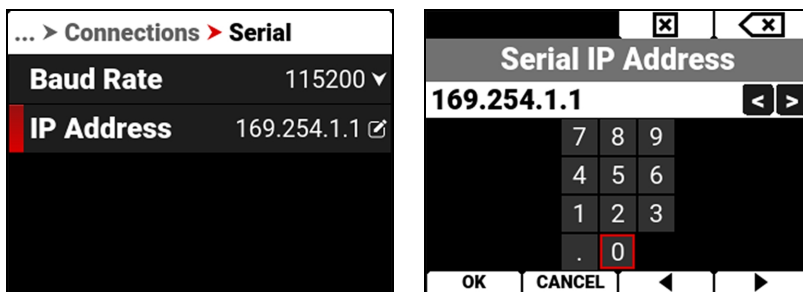 ... > Connections > Serial
Baud Rate 115200
IP Address 169.254.1.1
Serial IP Address
169.254.1.1 < >
7 8 9
4 5 6
1 2 3
. 0
OK CANCEL